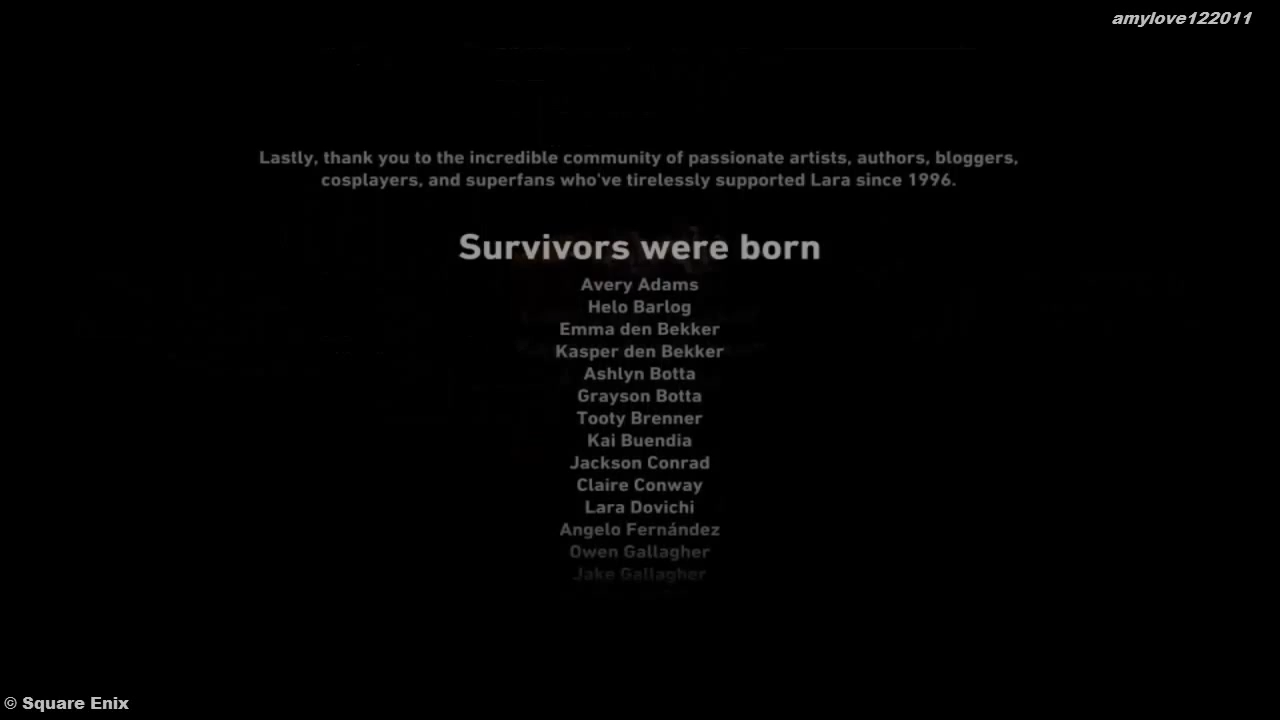 amylove122011
Lastly, thank you to the incredible community of passionate artists, authors, bloggers,
cosplayers, and superfans who've tirelessly supported Lara since 1996.
Survivors were born
Avery Adams
Helo Barlog
Emma den Bekker
Kasper den Bekker
Ashlyn Botta
Grayson Botta
Tooty Brenner
Kai Buendia
Jackson Conrad
Claire Conway
Lara Dovichi
Angelo Fernández
Owen Gallagher
Jake Gallagher
© Square Enix